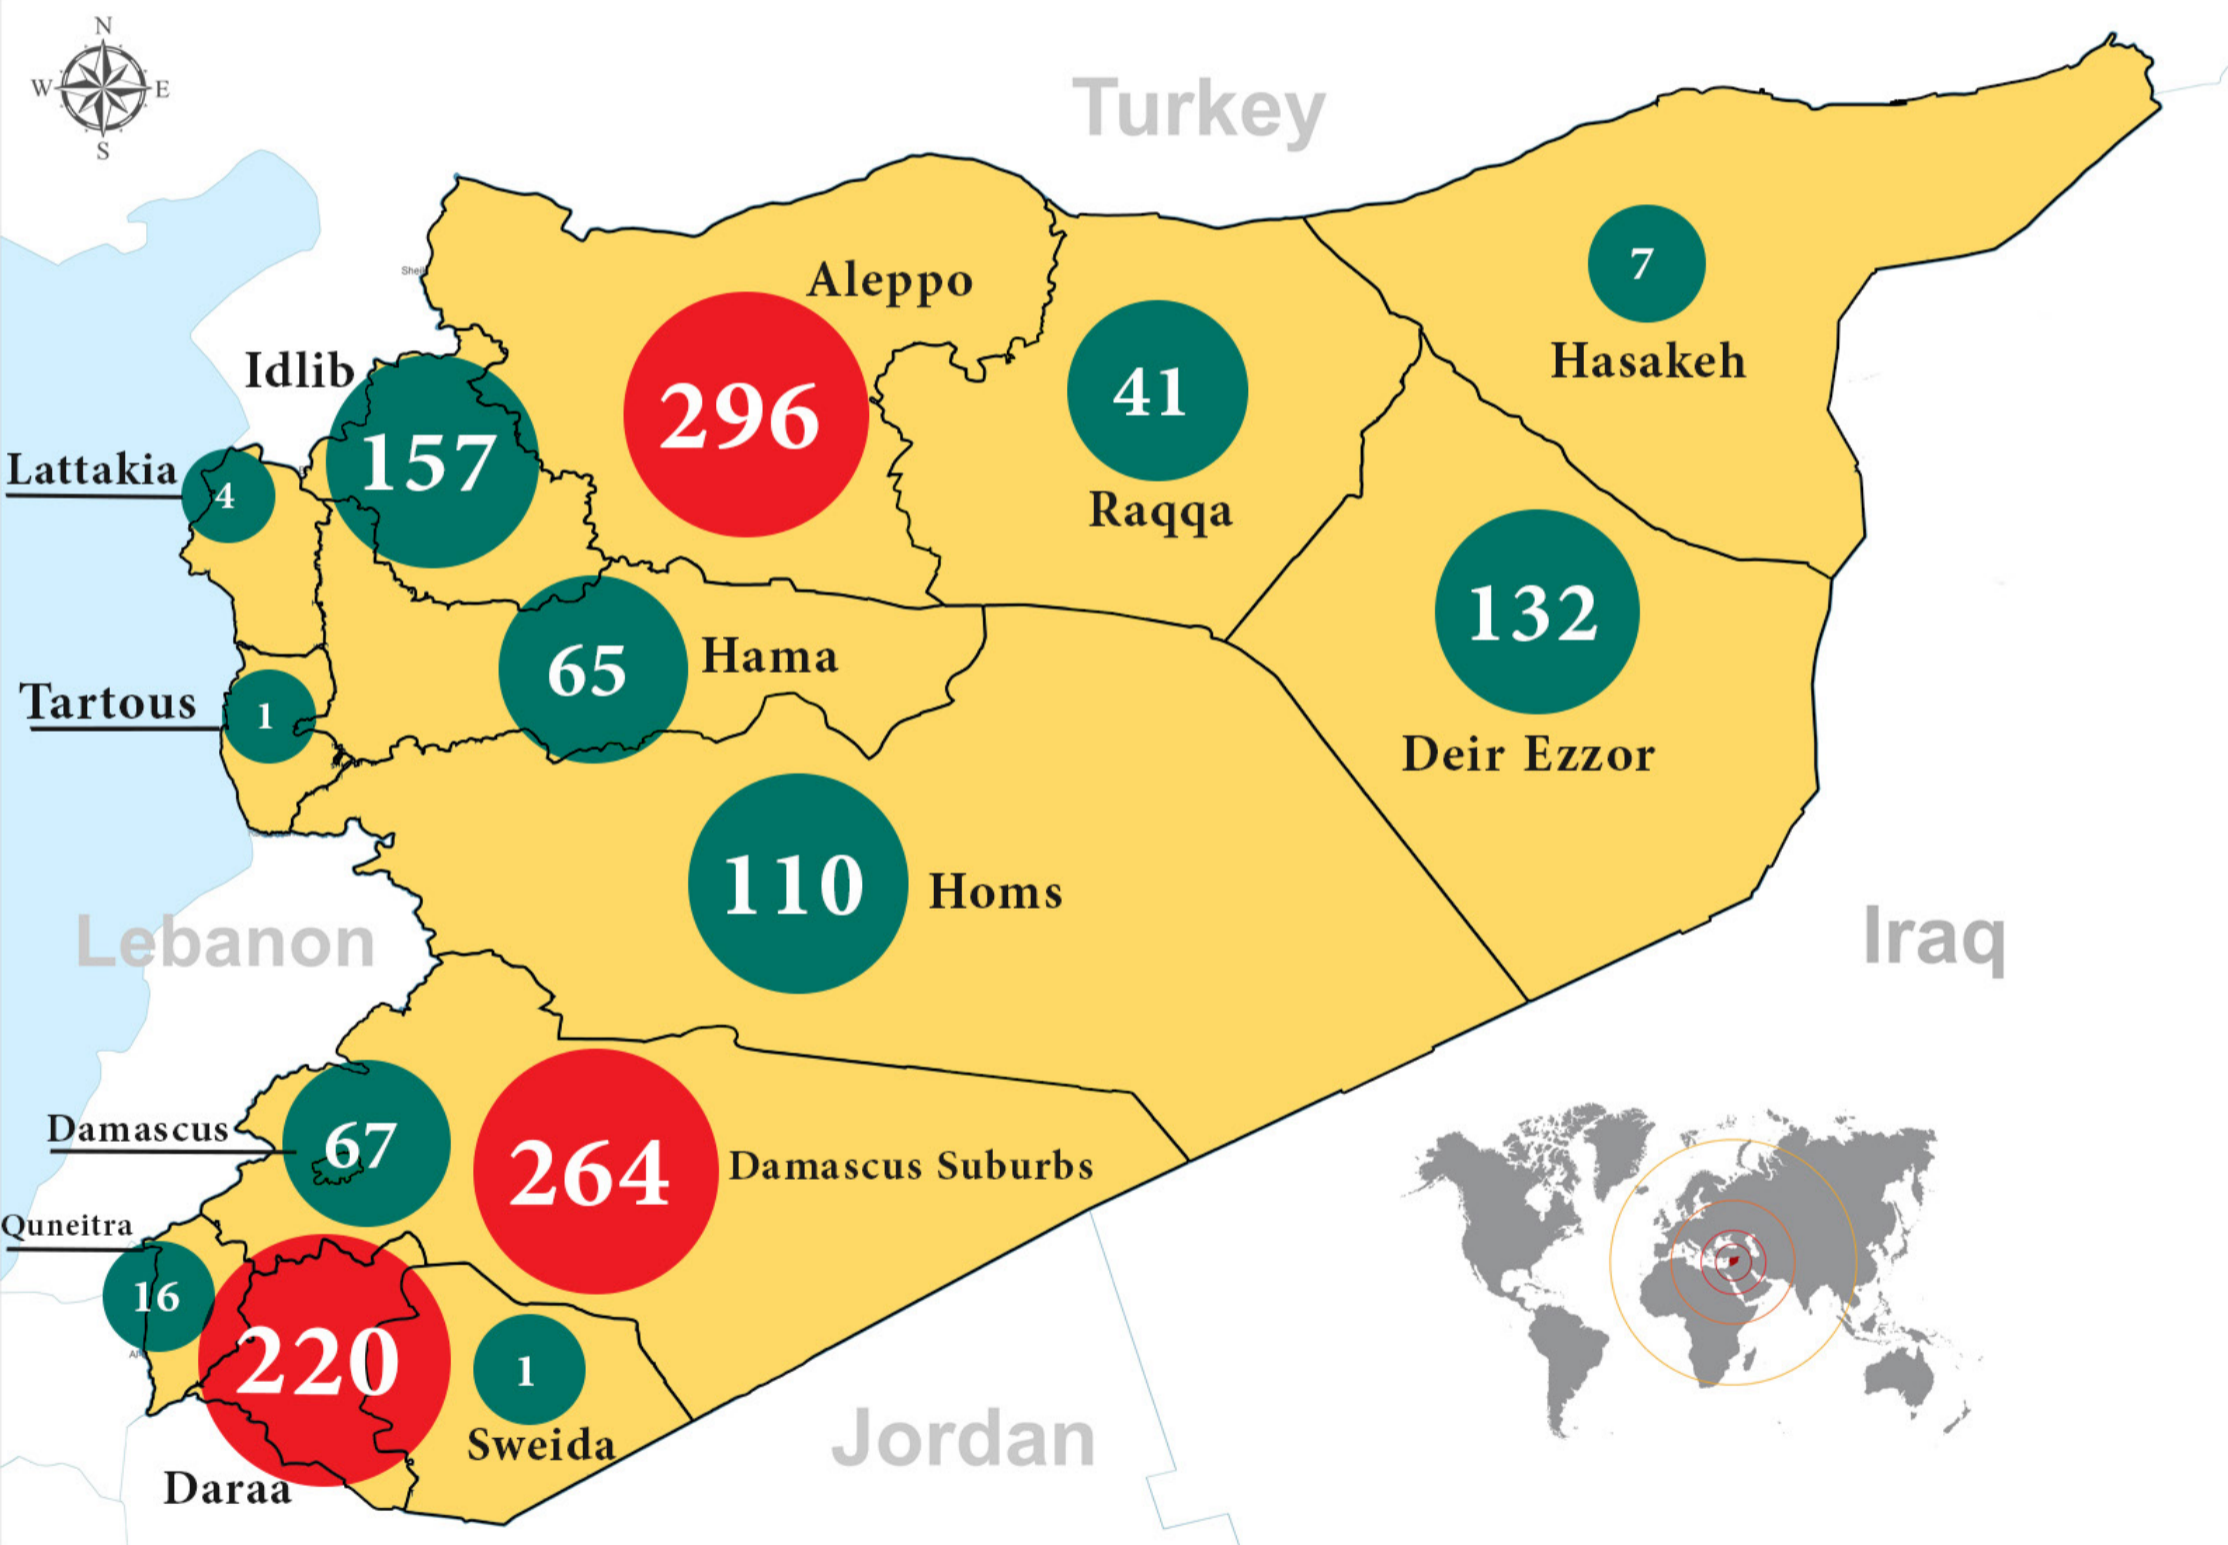 N
W E
S
Turkey
Aleppo
7
Idlib
296
41
Hasakeh
157
Lattakia
4
Raqqa
132
65
Hama
Tartous
1
Deir Ezzor
110
Homs
Lebanon
Iraq
Damascus
67
264
Damascus Suburbs
Quneitra
16
220
1
Sweida
Jordan
Daraa